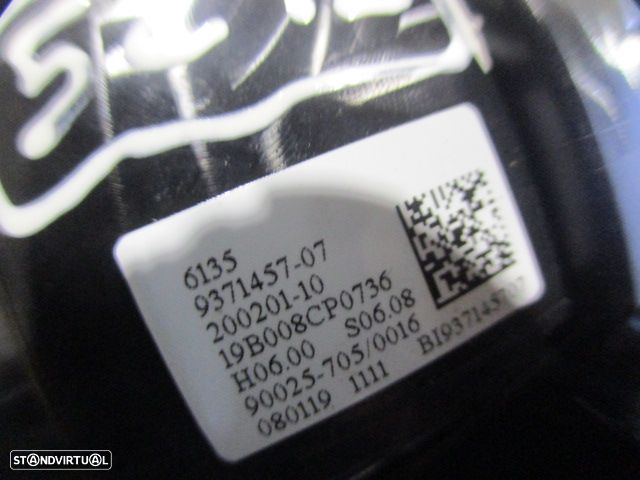 6135
9371457-07
200201-10
19B008CP0736
H06.00 S06.08
90025-705/0016
080119 1111 BI937145707
STANDVIRTUAL